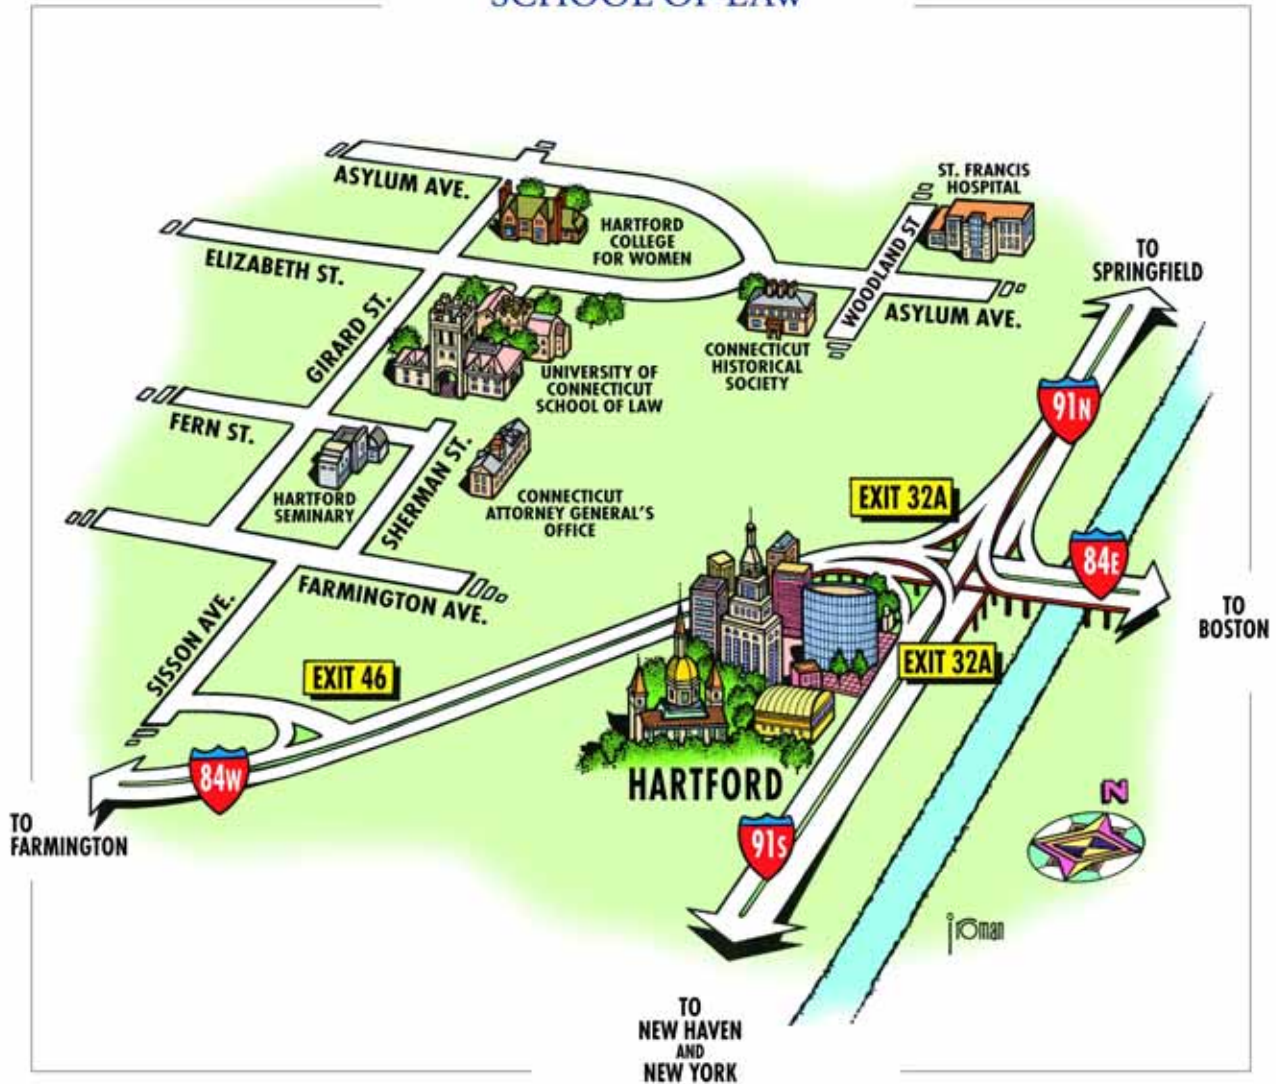 SCHOOL OF LAW
ASYLUM AVE.
ST. FRANCIS
HOSPITAL
HARTFORD
COLLEGE
FOR WOMEN
WOODLAND ST
TO
SPRINGFIELD
ELIZABETH ST.
GIRARD ST.
ASYLUM AVE.
CONNECTICUT
HISTORICAL
SOCIETY
UNIVERSITY OF
CONNECTICUT
SCHOOL OF LAW
91N
FERN ST.
SHERMAN ST.
HARTFORD
SEMINARY
CONNECTICUT
ATTORNEY GENERAL'S
OFFICE
EXIT 32A
84E
TO
BOSTON
FARMINGTON AVE.
SISSON AVE.
EXIT 46
EXIT 32A
84W
HARTFORD
TO
FARMINGTON
91S
N
jroman
TO
NEW HAVEN
AND
NEW YORK